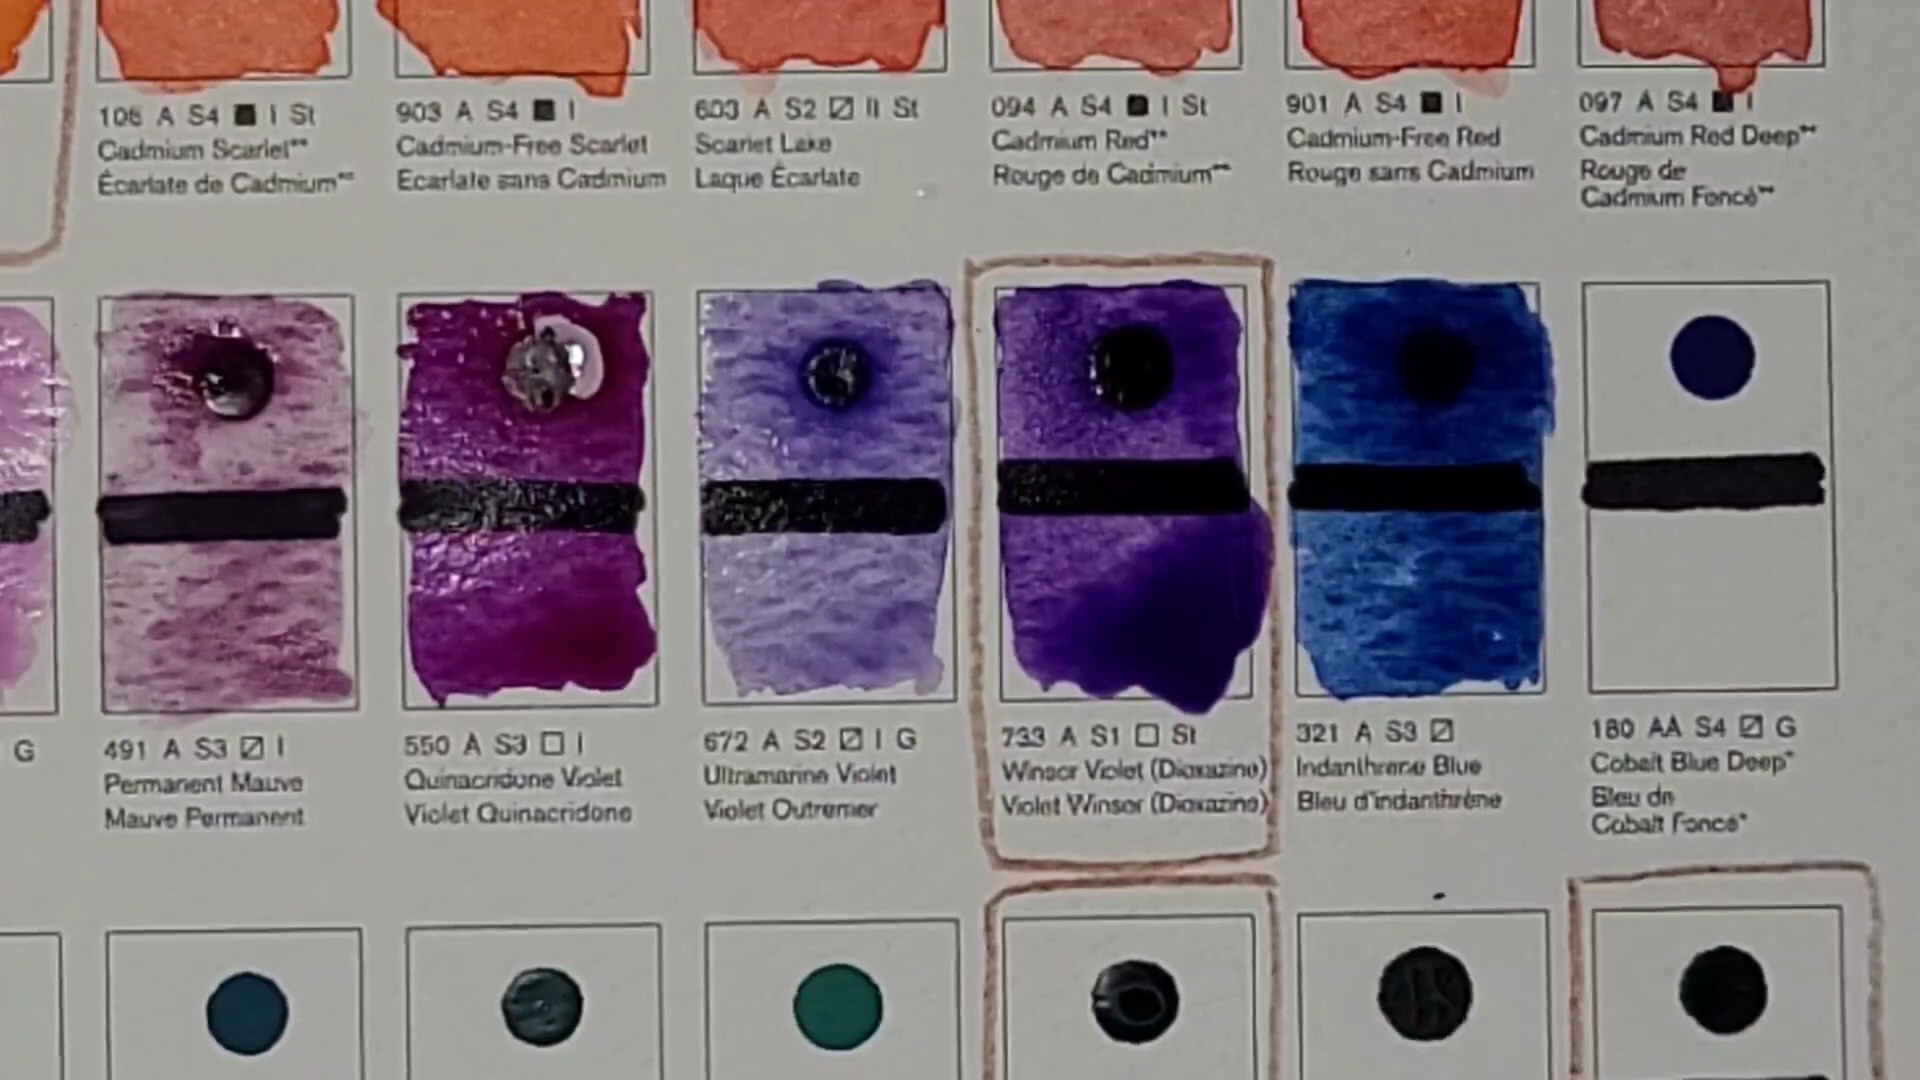 106 A S4 ■ I St
Cadmium Scarlet**
Écarlate de Cadmium**
903 A S4 ■ I
Cadmium-Free Scarlet
Ecarlate sans Cadmium
603 A S2 ⍁ II St
Scarlet Lake
Laque Écarlate
094 A S4 ■ I St
Cadmium Red**
Rouge de Cadmium**
901 A S4 ■ I
Cadmium-Free Red
Rouge sans Cadmium
097 A S4 ■ I
Cadmium Red Deep**
Rouge de
Cadmium Foncé**
G
491 A S3 ⍁ I
Permanent Mauve
Mauve Permanent
550 A S3 □ I
Quinacridone Violet
Violet Quinacridone
672 A S2 ⍁ I G
Ultramarine Violet
Violet Outremer
733 A S1 □ St
Winsor Violet (Dioxazine)
Violet Winsor (Dioxazine)
321 A S3 ⍁
Indanthrene Blue
Bleu d'indanthrène
180 AA S4 ⍁ G
Cobalt Blue Deep*
Bleu de
Cobalt Foncé*